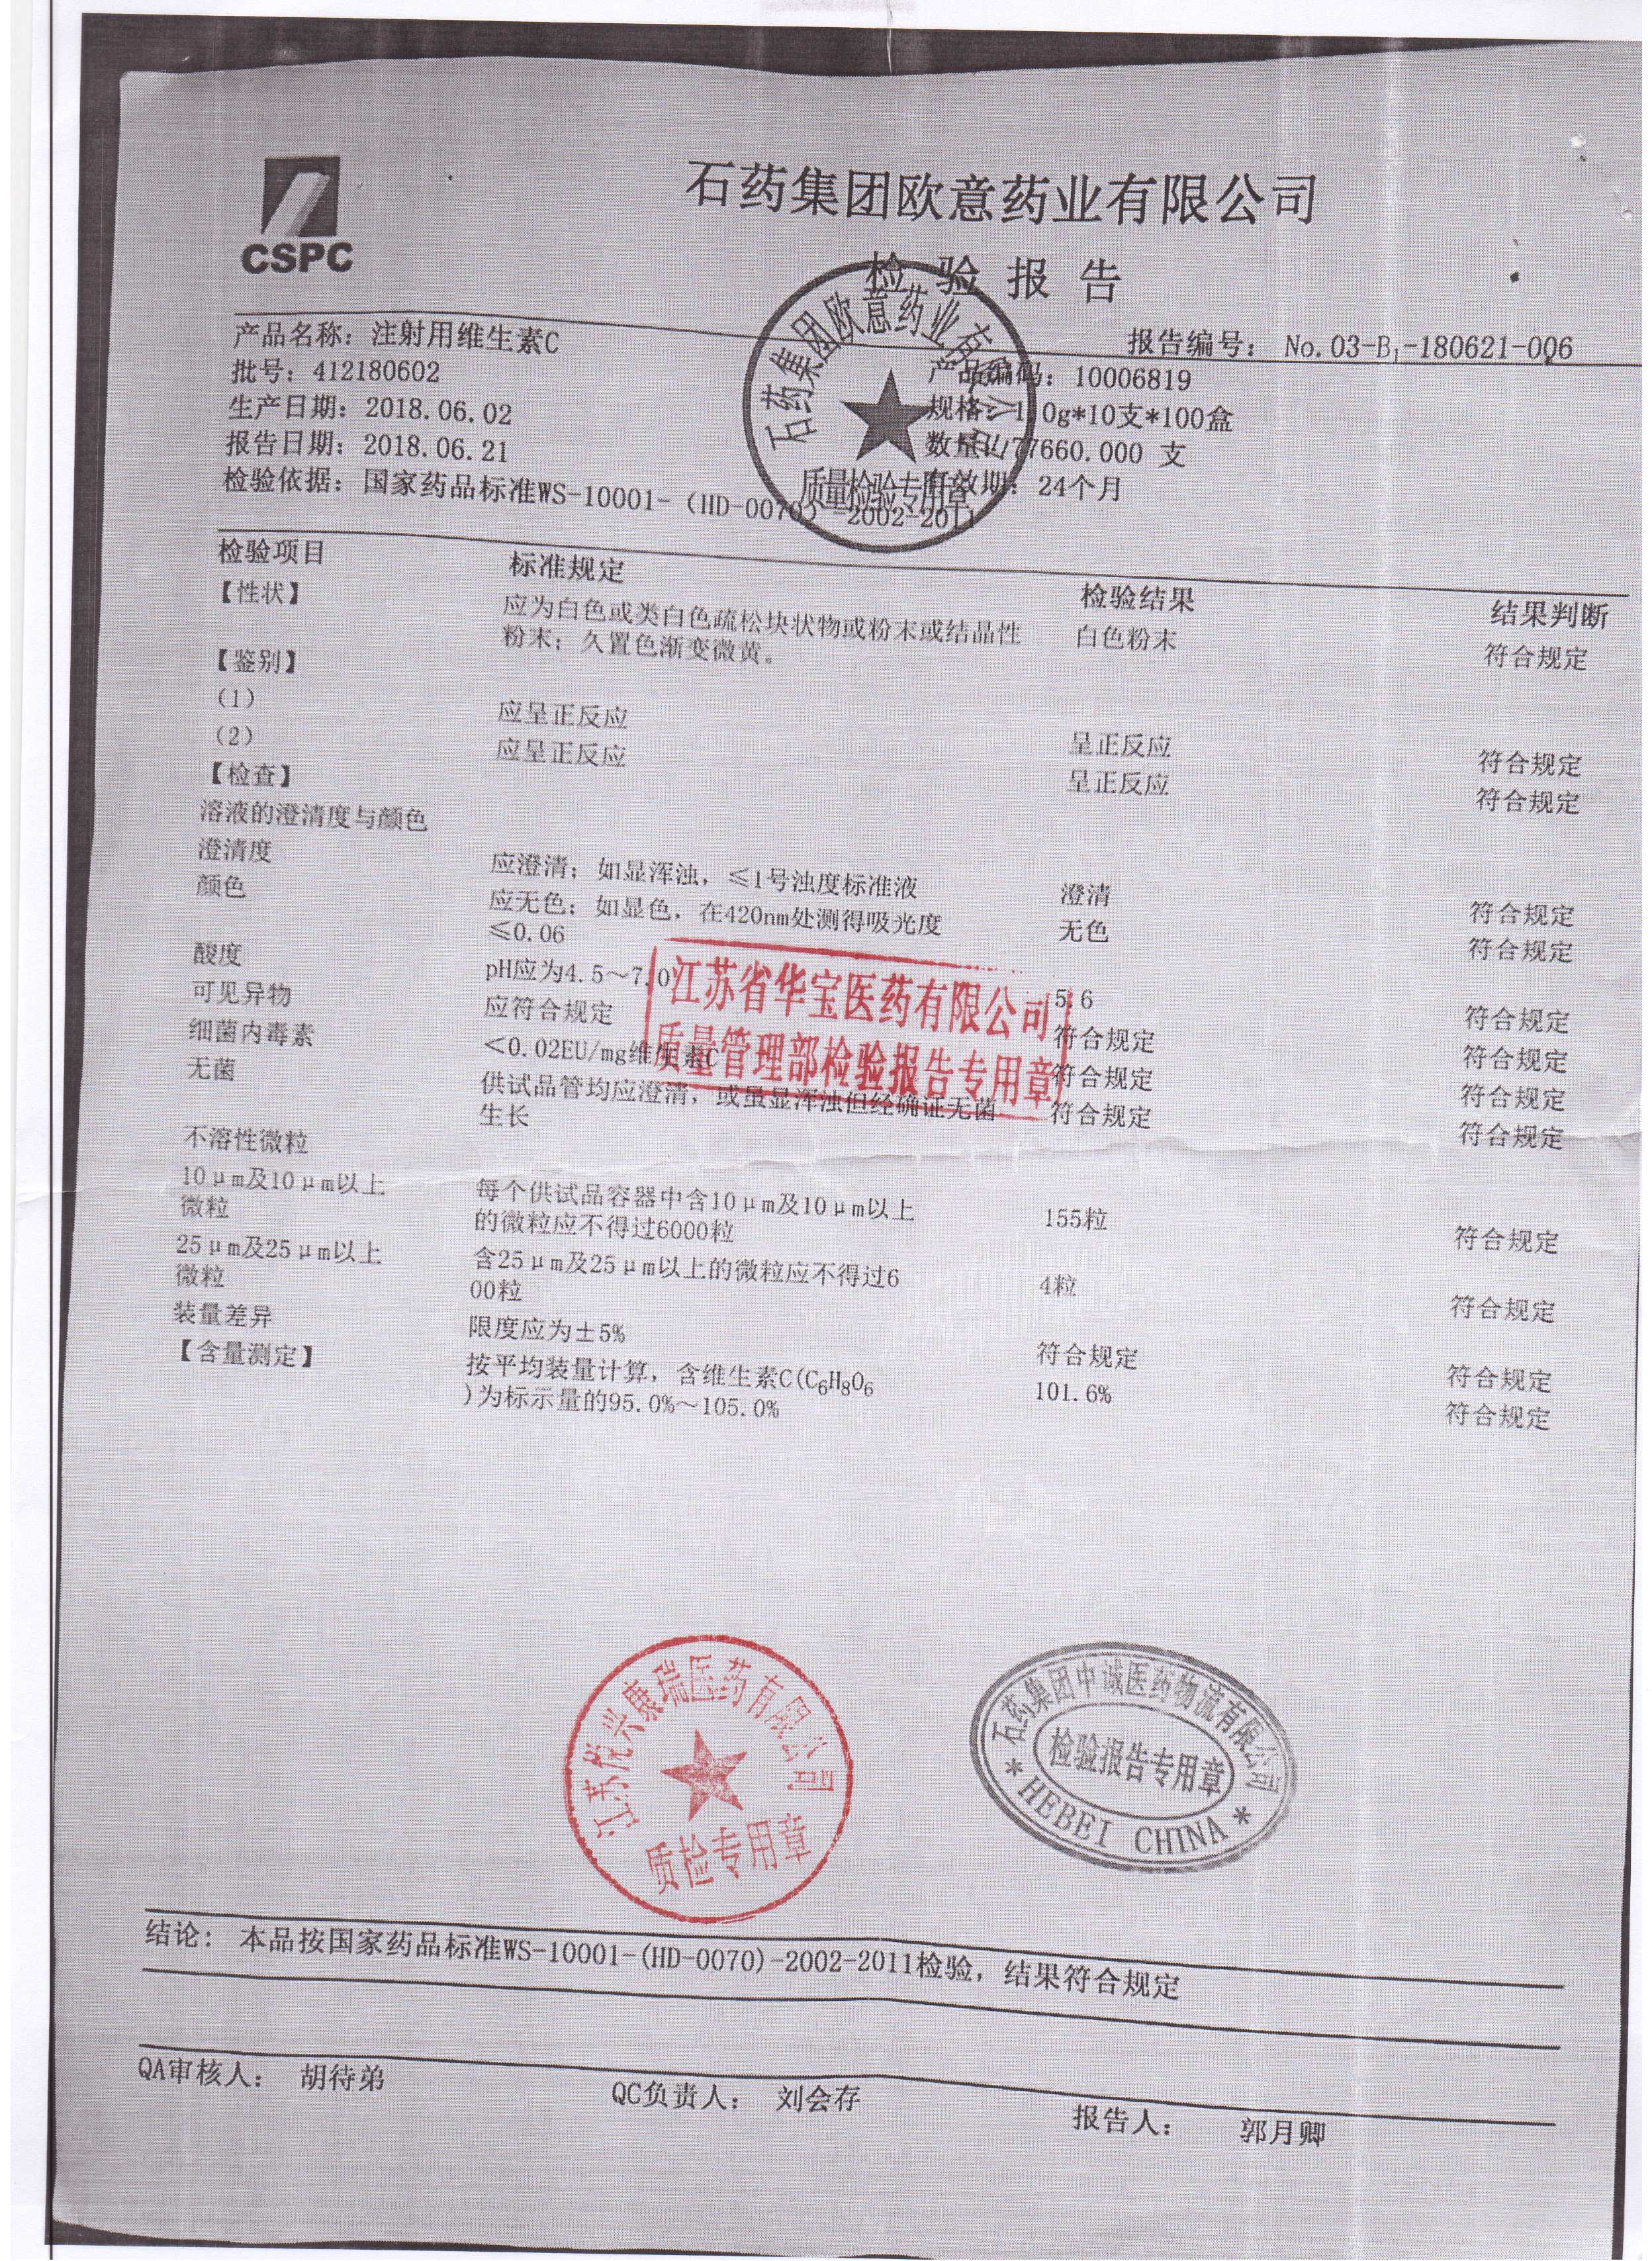 CSPC
石药集团欧意药业有限公司
检验报告
产品名称：注射用维生素C
报告编号： No.03-B1-180621-006
批号：412180602
产品编码：10006819
生产日期：2018.06.02
规格：1.0g*10支*100盒
报告日期：2018.06.21
数量：77660.000 支
有效期：24个月
检验依据：国家药品标准WS-10001-（HD-0070）-2002-2011
石药集团欧意药业有限公司
质量检验专用章
检验项目 标准规定 检验结果 结果判断
【性状】 应为白色或类白色疏松块状物或粉末或结晶性 白色粉末 符合规定
粉末；久置色渐变微黄。
【鉴别】
(1) 应呈正反应 呈正反应 符合规定
(2) 应呈正反应 呈正反应 符合规定
【检查】
溶液的澄清度与颜色
澄清度 应澄清；如显浑浊，≤1号浊度标准液 澄清 符合规定
颜色 应无色；如显色，在420nm处测得吸光度 无色 符合规定
≤0.06
酸度 pH应为4.5～7.0 5.6 符合规定
可见异物 应符合规定 符合规定 符合规定
细菌内毒素 <0.02EU/mg维生素C 符合规定 符合规定
无菌 供试品管均应澄清，或虽显浑浊但经确证无菌 符合规定 符合规定
生长
江苏省华宝医药有限公司
质量管理部检验报告专用章
不溶性微粒
10μm及10μm以上 每个供试品容器中含10μm及10μm以上 155粒 符合规定
微粒 的微粒应不得过6000粒
25μm及25μm以上 含25μm及25μm以上的微粒应不得过6 4粒 符合规定
微粒 00粒
装量差异 限度应为±5% 符合规定 符合规定
【含量测定】 按平均装量计算，含维生素C(C6H8O6 101.6% 符合规定
)为标示量的95.0%～105.0%
江苏悦兴康瑞医药有限公司
质检专用章
石药集团中诚医药物流有限公司
检验报告专用章
* HEBEI CHINA *
结论： 本品按国家药品标准WS-10001-(HD-0070)-2002-2011检验，结果符合规定
QA审核人： 胡待弟 QC负责人： 刘会存 报告人： 郭月卿